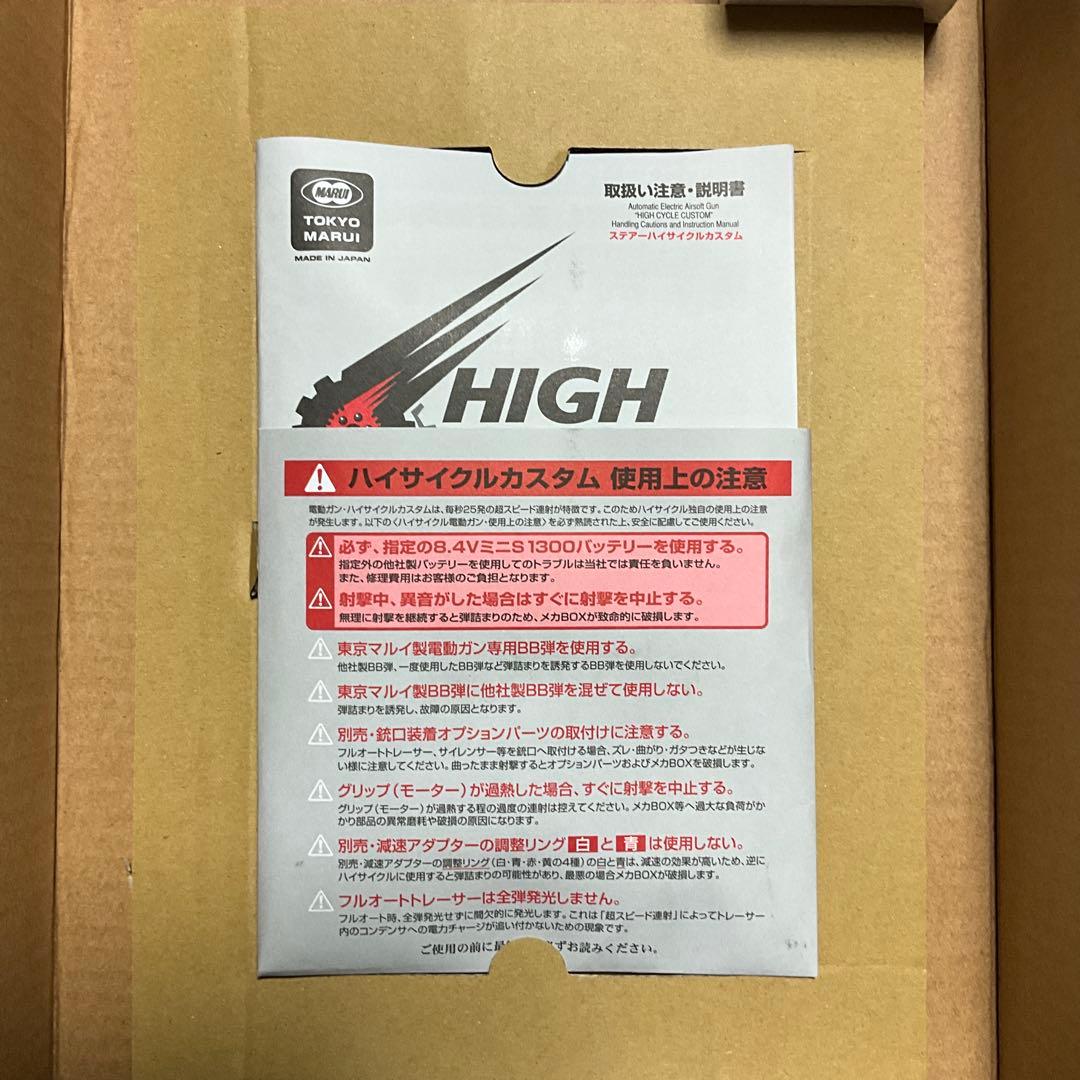 MARUI
TOKYO
MARUI
MADE IN JAPAN
取扱い注意・説明書
Automatic Electric Airsoft Gun
"HIGH CYCLE CUSTOM"
Handling Cautions and Instruction Manual
ステアーハイサイクルカスタム
HIGH
ハイサイクルカスタム 使用上の注意
電動ガン・ハイサイクルカスタムは、毎秒25発の超スピード連射が特徴です。このためハイサイクル独自の使用上の注意
が発生します。以下の〈ハイサイクル電動ガン・使用上の注意〉を必ず熟読された上、安全に配慮してご使用ください。
必ず、指定の8.4VミニS1300バッテリーを使用する。
指定外の他社製バッテリーを使用してのトラブルは当社では責任を負いません。
また、修理費用はお客様のご負担となります。
射撃中、異音がした場合はすぐに射撃を中止する。
無理に射撃を継続すると弾詰まりのため、メカBOXが致命的に破損します。
東京マルイ製電動ガン専用BB弾を使用する。
他社製BB弾、一度使用したBB弾など弾詰まりを誘発するBB弾を使用しないでください。
東京マルイ製BB弾に他社製BB弾を混ぜて使用しない。
弾詰まりを誘発し、故障の原因となります。
別売・銃口装着オプションパーツの取付けに注意する。
フルオートトレーサー、サイレンサー等を銃口へ取付ける場合、ズレ・曲がり・ガタつきなどが生じな
い様に注意してください。曲ったまま射撃するとオプションパーツおよびメカBOXを破損します。
グリップ（モーター）が過熱した場合、すぐに射撃を中止する。
グリップ（モーター）が過熱する程の過度の連射は控えてください。メカBOX等へ過大な負荷がか
かり部品の異常磨耗や破損の原因になります。
別売・減速アダプターの調整リング 白 と 青 は使用しない。
別売・減速アダプターの調整リング（白・青・赤・黄の4種）の白と青は、減速の効果が高いため、逆に
ハイサイクルに使用すると弾詰まりの可能性があり、最悪の場合メカBOXが破損します。
フルオートトレーサーは全弾発光しません。
フルオート時、全弾発光せずに間欠的に発光します。これは「超スピード連射」によってトレーサー
内のコンデンサへの電力チャージが追い付かないための現象です。
ご使用の前に ずお読みください。